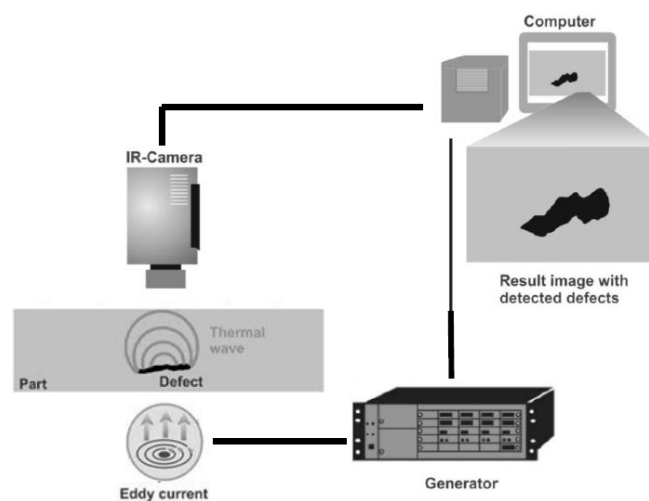 Computer
IR-Camera
Result image with
detected defects
Thermal
wave
Part
Defect
Eddy current
Generator